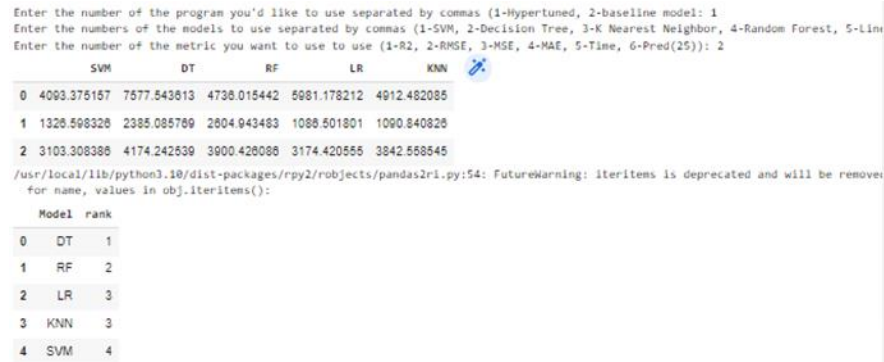 Enter the number of the program you'd like to use separated by commas (1-Hypertuned, 2-baseline model: 1
Enter the numbers of the models to use separated by commas (1-SVM, 2-Decision Tree, 3-K Nearest Neighbor, 4-Random Forest, 5-Line
Enter the number of the metric you want to use to use (1-R2, 2-RMSE, 3-MSE, 4-MAE, 5-Time, 6-Pred(25)): 2
SVM DT RF LR KNN
0 4093.375157 7577.543613 4736.015442 5981.178212 4912.482085
1 1326.598326 2385.085769 2604.943483 1086.501801 1090.840826
2 3103.308386 4174.242539 3900.426086 3174.420555 3842.558545
/usr/local/lib/python3.10/dist-packages/rpy2/robjects/pandas2ri.py:54: FutureWarning: iteritems is deprecated and will be removed
for name, values in obj.iteritems():
Model rank
0 DT 1
1 RF 2
2 LR 3
3 KNN 3
4 SVM 4